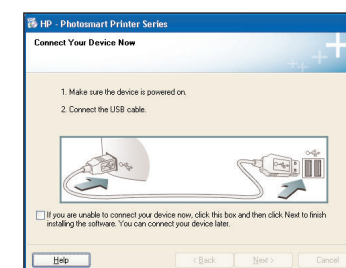 HP - Photosmart Printer Series
Connect Your Device Now
1. Make sure the device is powered on.
2. Connect the USB cable.
If you are unable to connect your device now, click this box and then click Next to finish
installing the software. You can connect your device later.
Help
< Back
Next >
Cancel